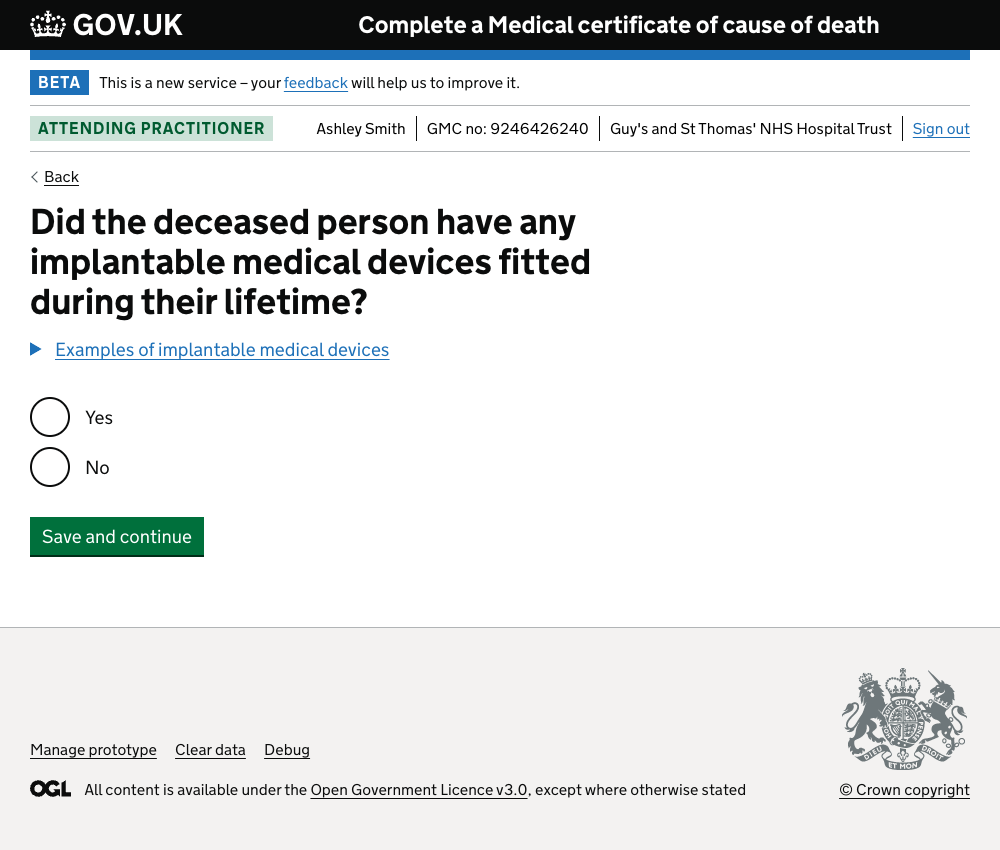 GOV.UK Complete a Medical certificate of cause of death
BETA This is a new service – your feedback will help us to improve it.
ATTENDING PRACTITIONER Ashley Smith GMC no: 9246426240 Guy's and St Thomas' NHS Hospital Trust Sign out
Back
Did the deceased person have any
implantable medical devices fitted
during their lifetime?
Examples of implantable medical devices
Yes
No
Save and continue
Manage prototype Clear data Debug
DIEU ET MON DROIT
OGL All content is available under the Open Government Licence v3.0, except where otherwise stated © Crown copyright